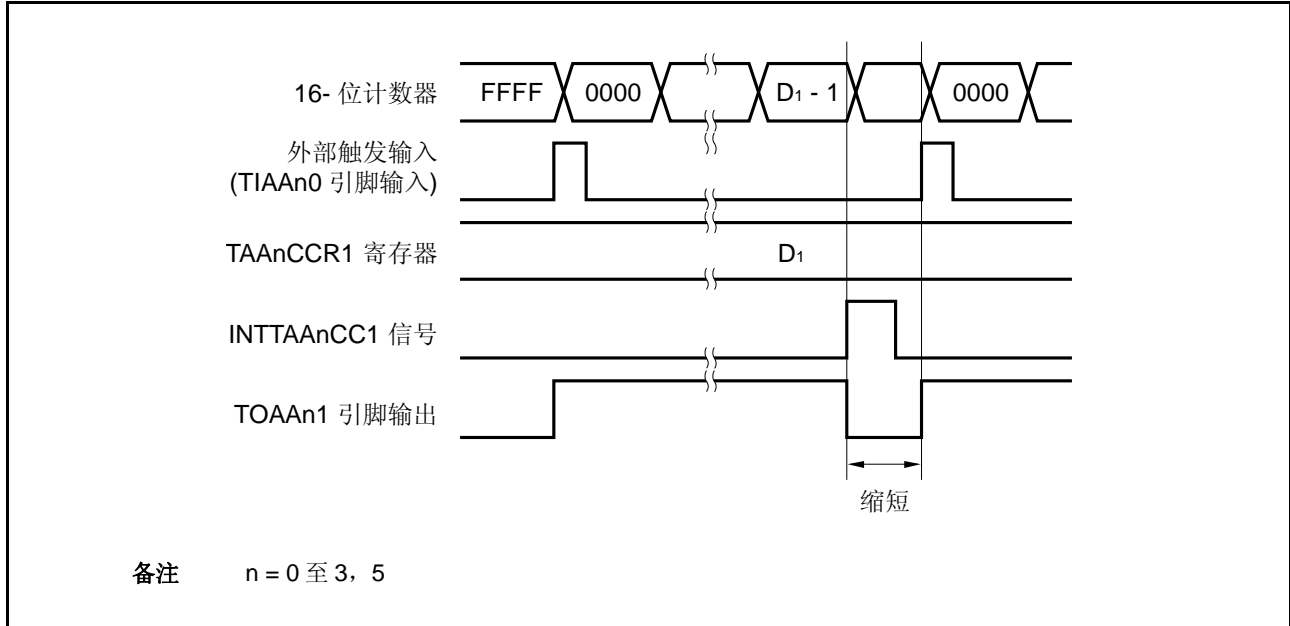 16- 位计数器 FFFF 0000 D1 - 1 0000
外部触发输入
(TIAAn0 引脚输入)
TAAnCCR1 寄存器 D1
INTTAAnCC1 信号
TOAAn1 引脚输出
缩短
备注 n = 0 至 3，5